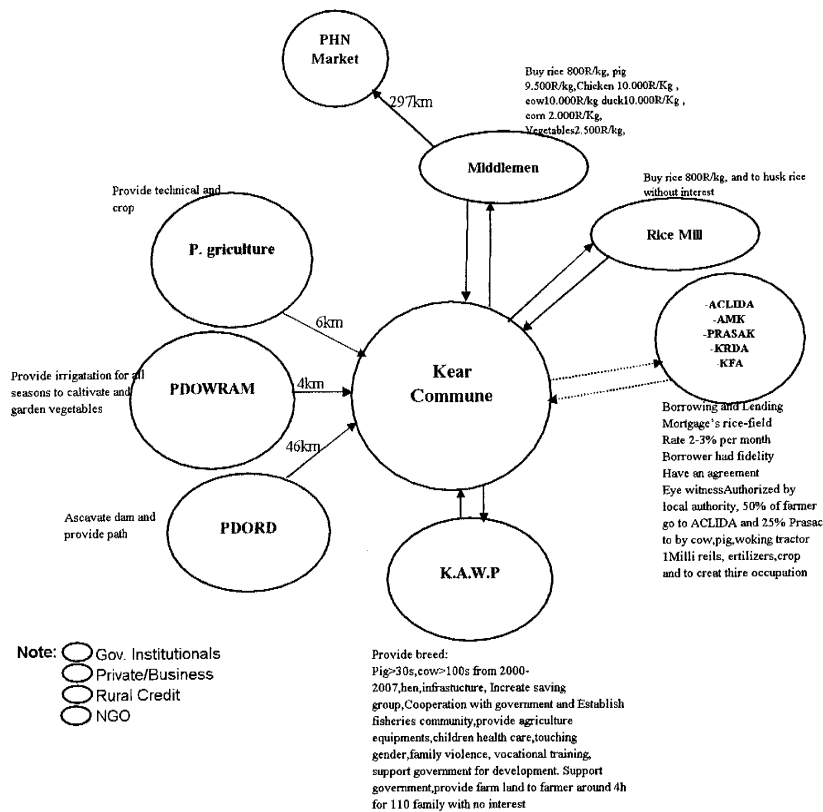 PHN
Market
297km
Buy rice 800R/kg, pig
9.500R/kg,Chicken 10.000R/Kg ,
cow10.000R/kg duck10.000R/Kg ,
corn 2.000R/Kg,
Vegetables2.500R/kg,
Middlemen
Buy rice 800R/kg, and to husk rice
without interest
Rice Mill
Provide technical and
crop
P. griculture
6km
-ACLIDA
-AMK
-PRASAK
-KRDA
-KFA
Kear
Commune
Provide irrigatation for all
seasons to caltivate and
garden vegetables
PDOWRAM
4km
46km
Borrowing and Lending
Mortgage's rice-field
Rate 2-3% per month
Borrower had fidelity
Have an agreement
Eye witnessAuthorized by
local authority, 50% of farmer
go to ACLIDA and 25% Prasac
to by cow,pig,woking tractor
1Milli reils, ertilizers,crop
and to creat thire occupation
Ascavate dam and
provide path
PDORD
K.A.W.P
Note:
Gov. Institutionals
Private/Business
Rural Credit
NGO
Provide breed:
Pig>30s,cow>100s from 2000-
2007,hen,infrastucture, Increate saving
group,Cooperation with government and Establish
fisheries community,provide agriculture
equipments,children health care,touching
gender,family violence, vocational training,
support government for development. Support
government,provide farm land to farmer around 4h
for 110 family with no interest